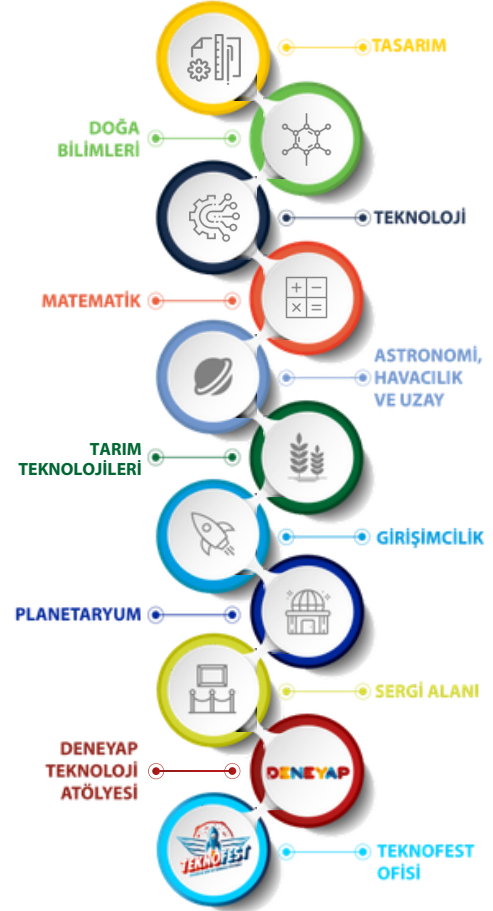 TASARIM
DOĞA
BİLİMLERİ
TEKNOLOJİ
MATEMATİK
ASTRONOMİ,
HAVACILIK
VE UZAY
TARIM
TEKNOLOJİLERİ
GİRİŞİMCİLİK
PLANETARYUM
SERGİ ALANI
DENEYAP
TEKNOLOJİ
ATÖLYESİ
DENEYAP
TEKNOFEST
TEKNOFEST
OFİSİ